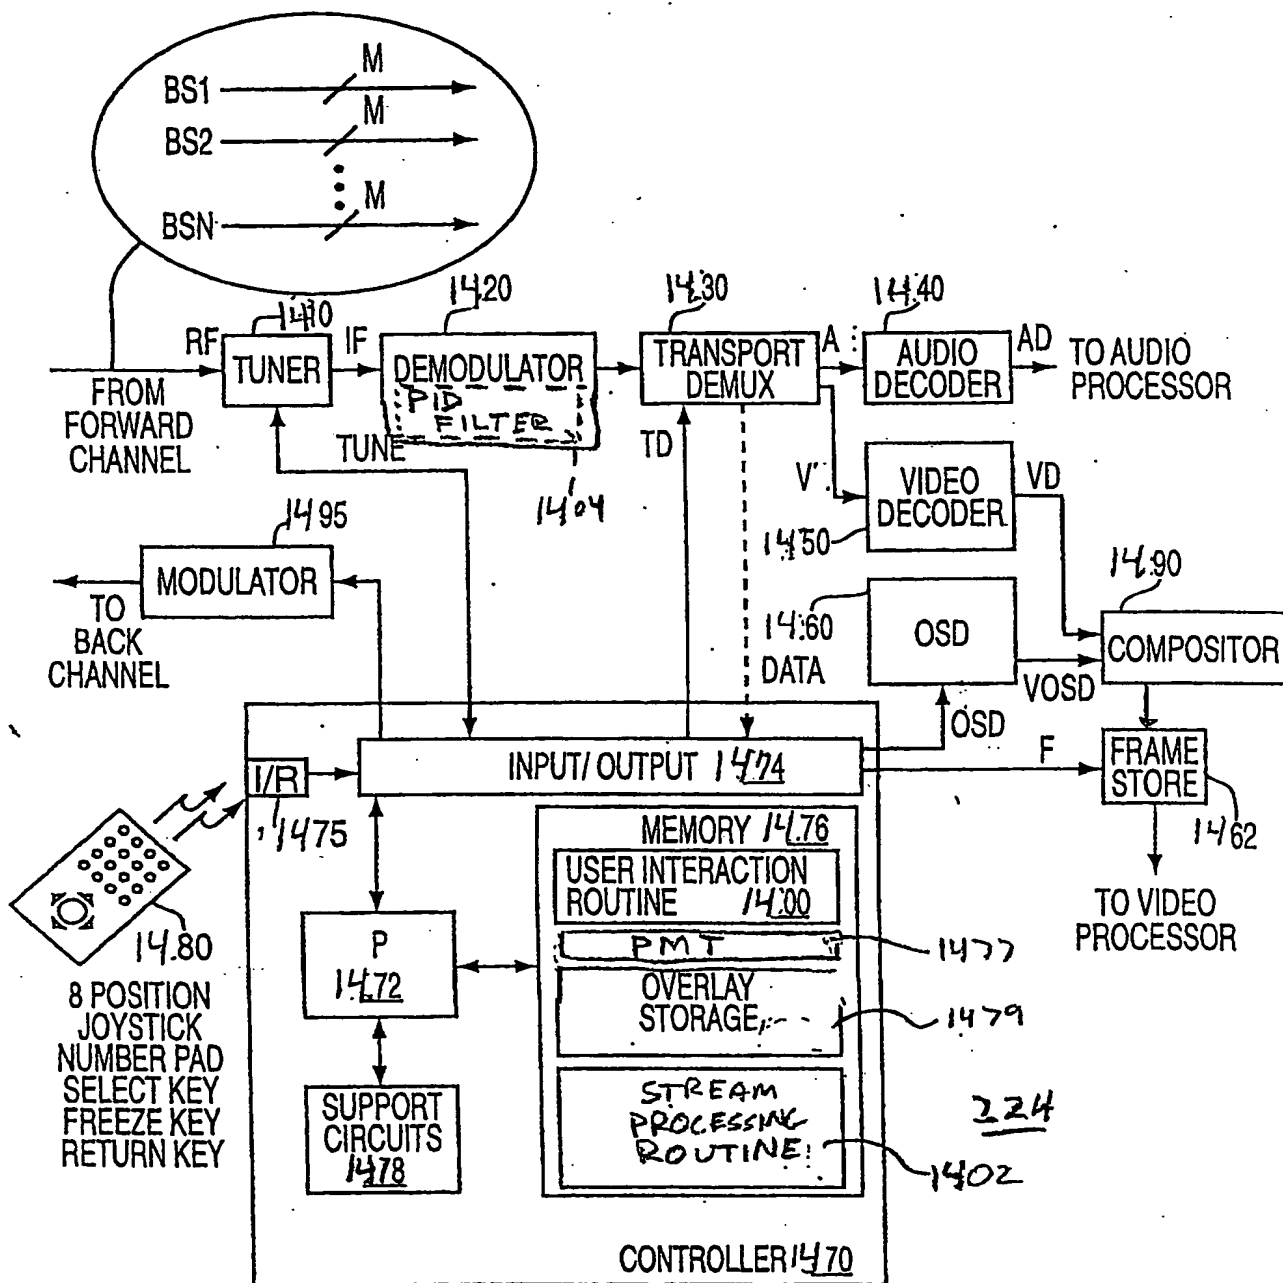 BS1
M
BS2
M
BSN
M
1410
1420
1430
1440
RF
TUNER
IF
DEMODULATOR
PID
FILTER
TRANSPORT
DEMUX
A
AUDIO
DECODER
AD
TO AUDIO
PROCESSOR
FROM
FORWARD
CHANNEL
TUNE
1404
TD
V
VIDEO
DECODER
VD
1450
1495
MODULATOR
TO
BACK
CHANNEL
1460
OSD
1490
COMPOSITOR
DATA
VOSD
OSD
INPUT/OUTPUT 1474
F
FRAME
STORE
1462
TO VIDEO
PROCESSOR
I/R
1475
1480
8 POSITION
JOYSTICK
NUMBER PAD
SELECT KEY
FREEZE KEY
RETURN KEY
P
1472
SUPPORT
CIRCUITS
1478
MEMORY 1476
USER INTERACTION
ROUTINE 1400
PMT
1477
OVERLAY
STORAGE
1479
STREAM
PROCESSING
ROUTINE
1402
224
CONTROLLER 1470